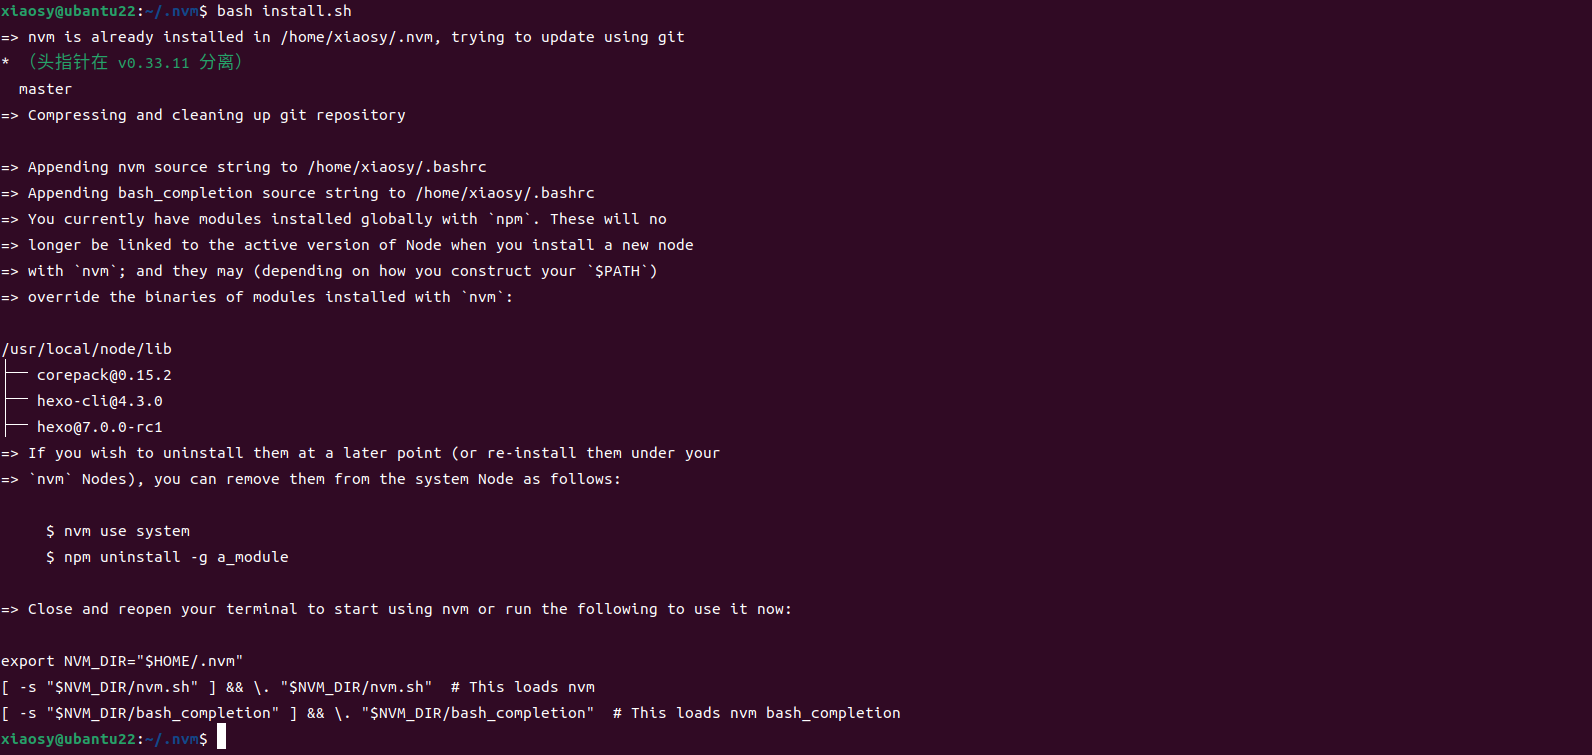 xiaosy@ubantu22:~/.nvm$ bash install.sh
=> nvm is already installed in /home/xiaosy/.nvm, trying to update using git
* （头指针在 v0.33.11 分离）
  master
=> Compressing and cleaning up git repository

=> Appending nvm source string to /home/xiaosy/.bashrc
=> Appending bash_completion source string to /home/xiaosy/.bashrc
=> You currently have modules installed globally with `npm`. These will no
=> longer be linked to the active version of Node when you install a new node
=> with `nvm`; and they may (depending on how you construct your `$PATH`)
=> override the binaries of modules installed with `nvm`:

/usr/local/node/lib
├── corepack@0.15.2
├── hexo-cli@4.3.0
├── hexo@7.0.0-rc1
=> If you wish to uninstall them at a later point (or re-install them under your
=> `nvm` Nodes), you can remove them from the system Node as follows:

     $ nvm use system
     $ npm uninstall -g a_module

=> Close and reopen your terminal to start using nvm or run the following to use it now:

export NVM_DIR="$HOME/.nvm"
[ -s "$NVM_DIR/nvm.sh" ] && \. "$NVM_DIR/nvm.sh"  # This loads nvm
[ -s "$NVM_DIR/bash_completion" ] && \. "$NVM_DIR/bash_completion"  # This loads nvm bash_completion
xiaosy@ubantu22:~/.nvm$